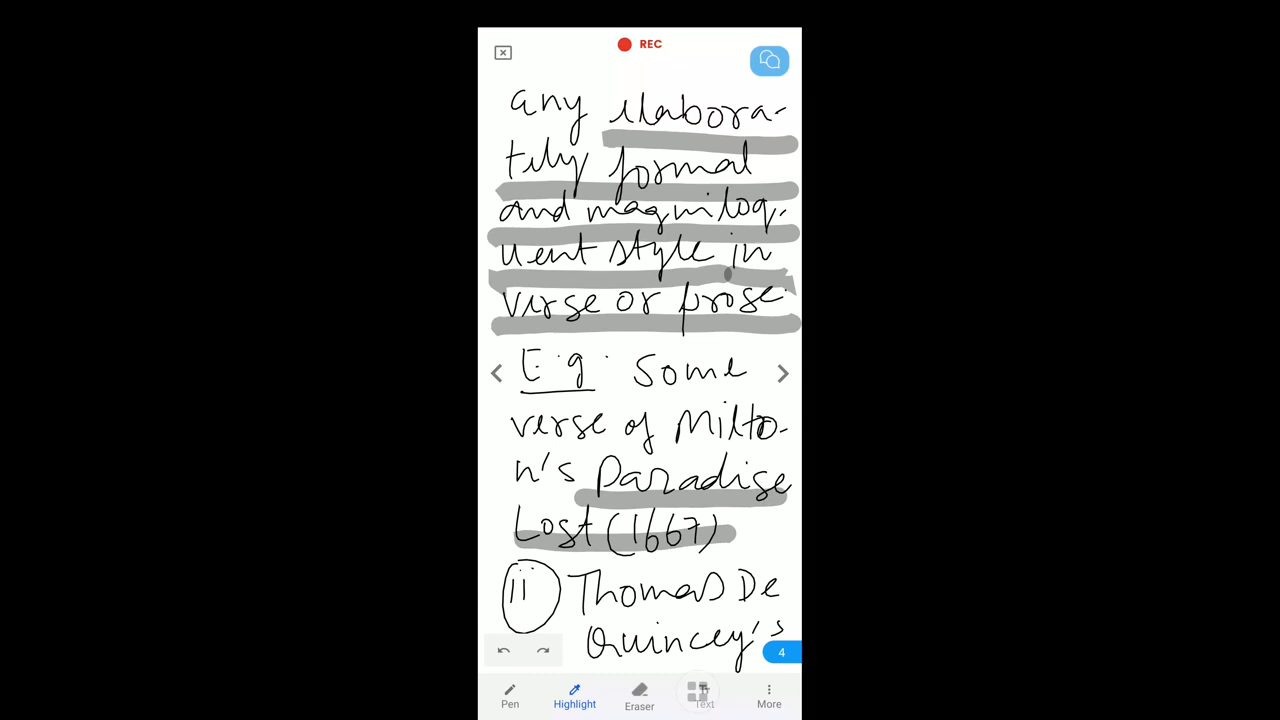 REC
any elabora-
tely formal
and magniloq-
uent style in
verse or prose.
E.g. Some
verse of Milto-
n's Paradise
Lost (1667)
ii Thomas De
Quincey's
4
Pen Highlight Eraser Text More